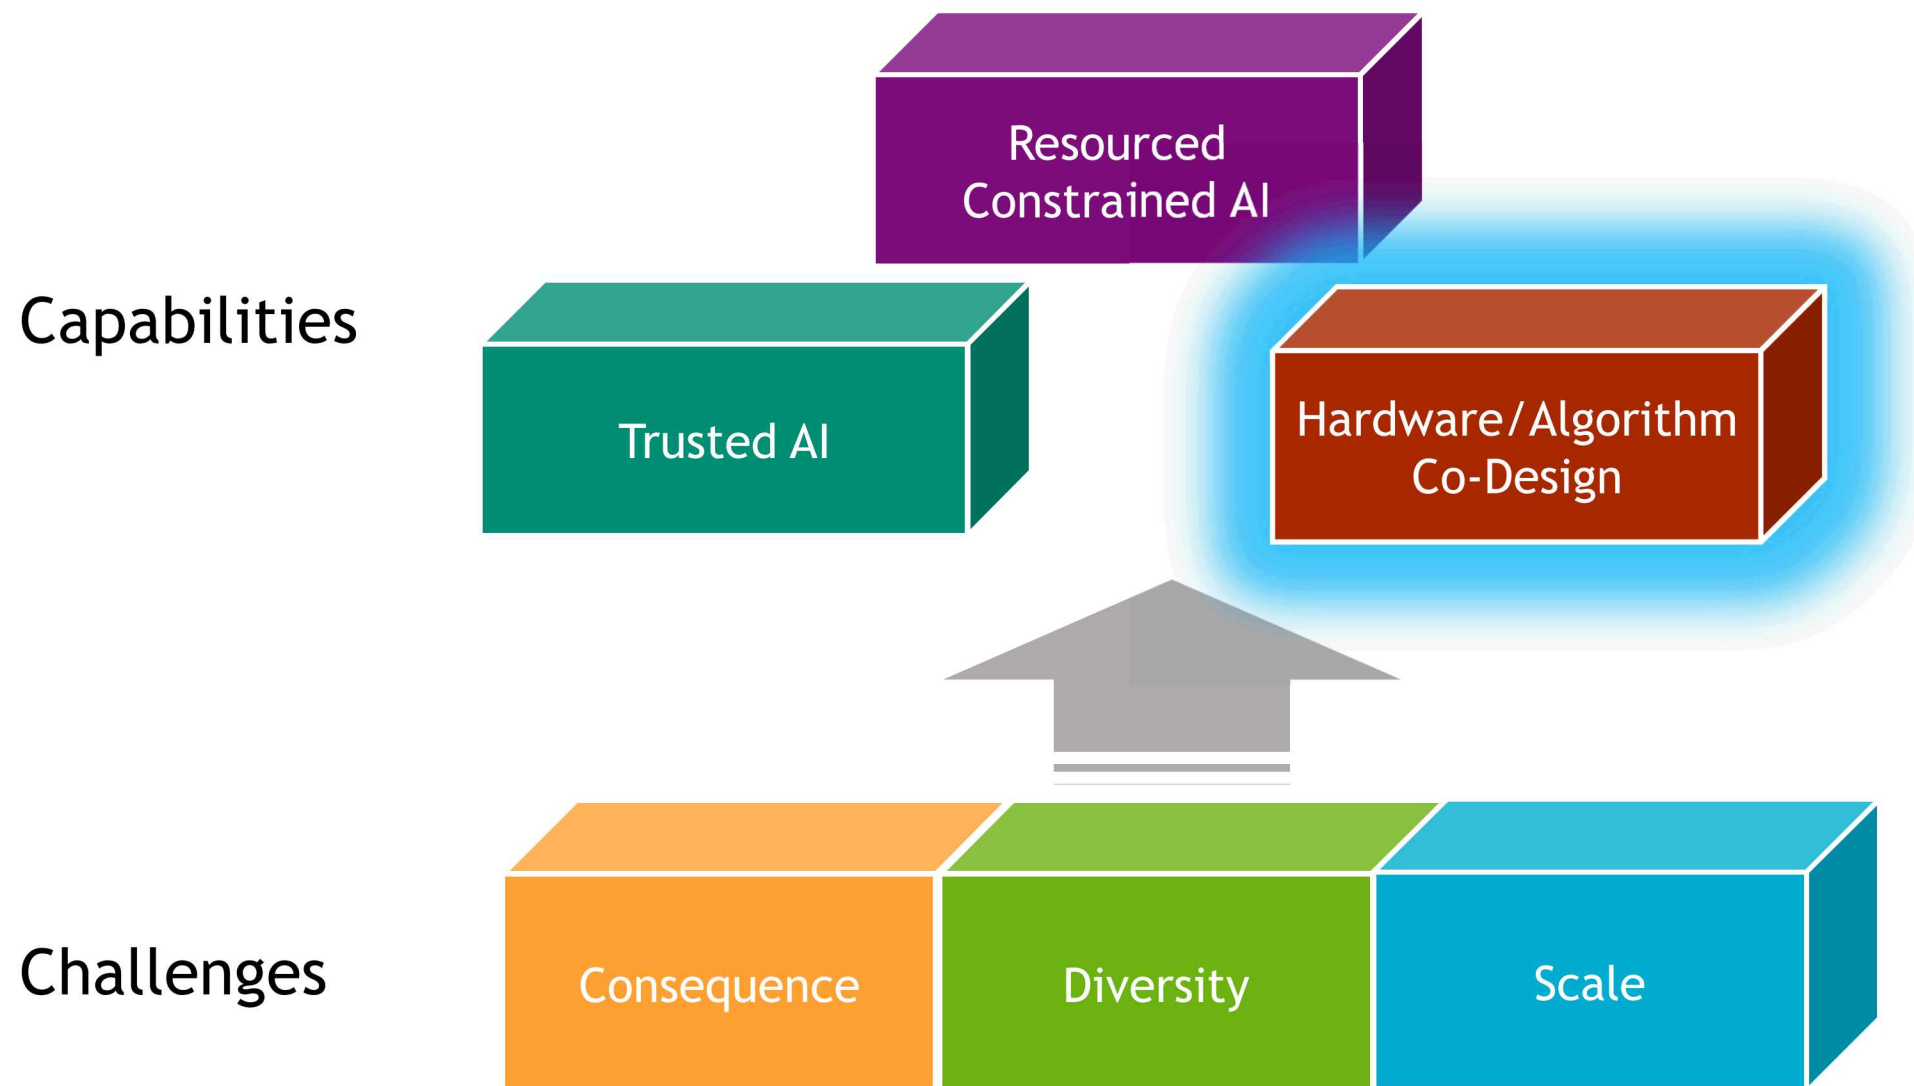 Resourced
Constrained AI
Capabilities
Trusted AI
Hardware/Algorithm
Co-Design
Challenges
Consequence
Diversity
Scale